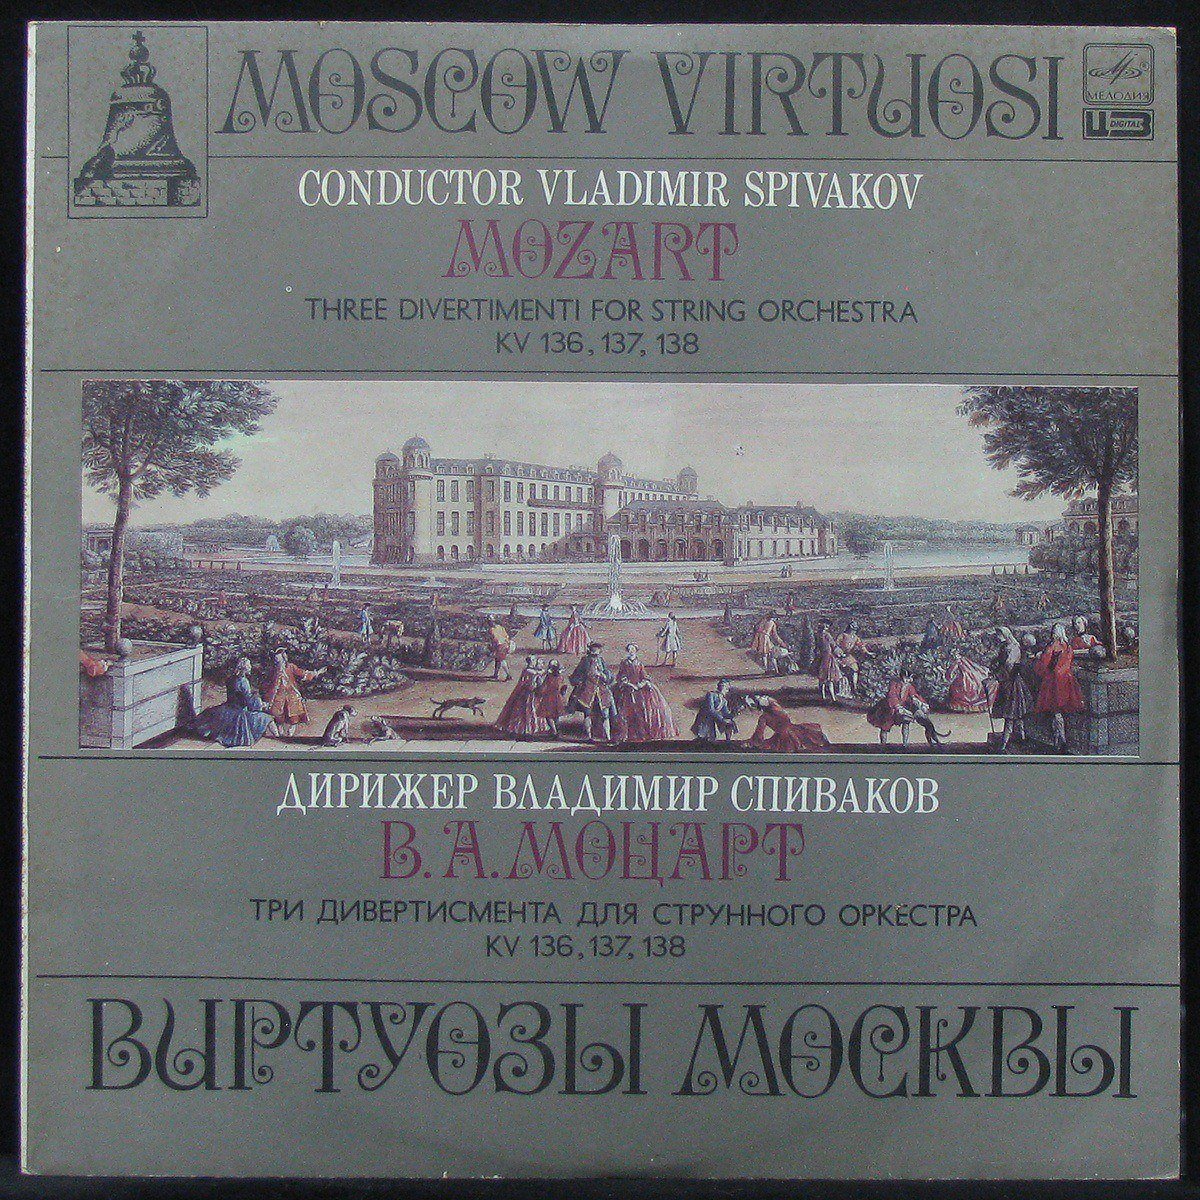 MOSCOW VIRTUOSI
МЕЛОДИЯ
Ц DIGITAL З
CONDUCTOR VLADIMIR SPIVAKOV
MOZART
THREE DIVERTIMENTI FOR STRING ORCHESTRA
KV 136, 137, 138
ДИРИЖЕР ВЛАДИМИР СПИВАКОВ
В. А. МОЦАРТ
ТРИ ДИВЕРТИСМЕНТА ДЛЯ СТРУННОГО ОРКЕСТРА
KV 136, 137, 138
ВИРТУОЗЫ МОСКВЫ